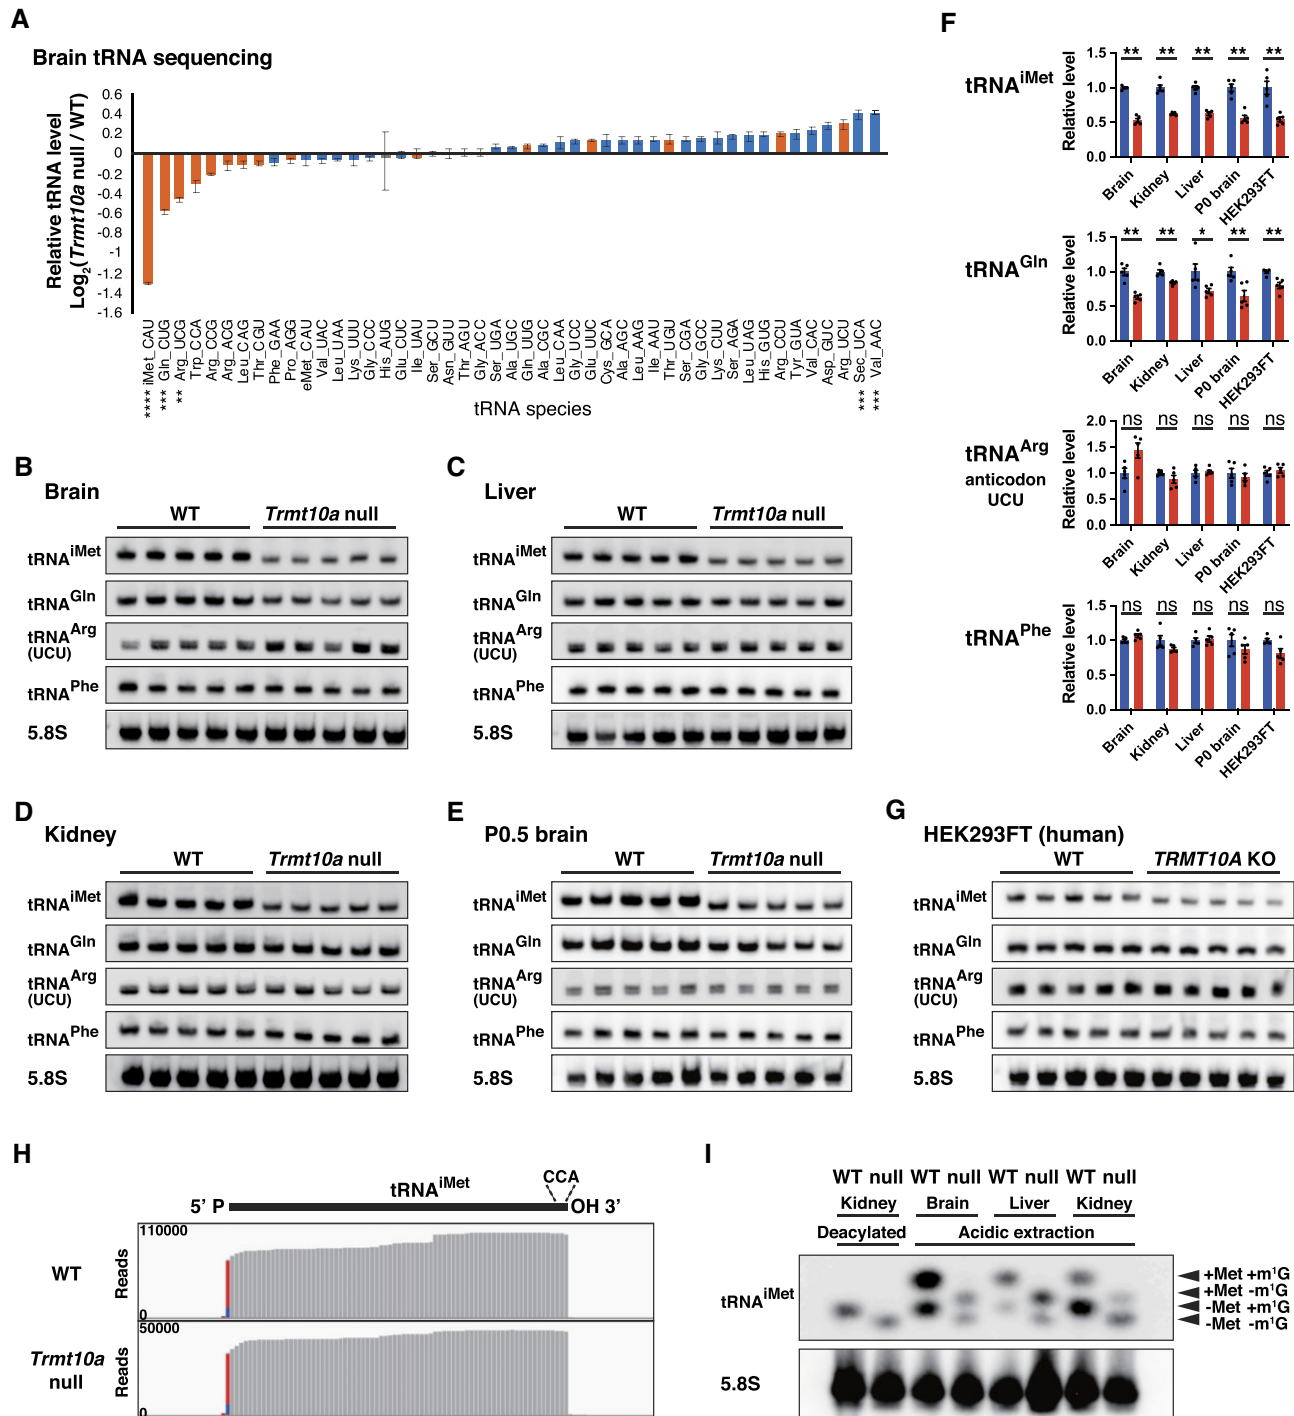 A
Brain tRNA sequencing
Relative tRNA level
Log2(Trmt10a null / WT)
0.6
0.4
0.2
0
-0.2
-0.4
-0.6
-0.8
-1
-1.2
-1.4
-1.6
**** iMet_CAU
*** Gln_CUG
** Arg_UCG
Trp_CCA
Arg_CCG
Arg_ACG
Leu_CAG
Thr_CGU
Phe_GAA
Pro_AGG
eMet_CAU
Val_UAC
Leu_UAA
Lys_UUU
Gly_CCC
His_AUG
Glu_CUC
Ile_UAU
Ser_GCU
Asn_GUU
Thr_AGU
Gly_ACC
Ser_UGA
Ala_UGC
Gln_UUG
Ala_CGC
Leu_CAA
Gly_UCC
Glu_UUC
Cys_GCA
Ala_AGC
Leu_AAG
Ile_AAU
Thr_UGU
Ser_CGA
Gly_GCC
Lys_CUU
Ser_AGA
Leu_UAG
His_GUG
Arg_CCU
Tyr_GUA
Val_CAC
Asp_GUC
Arg_UCU
*** Sec_UCA
*** Val_AAC
tRNA species
B
Brain
WT Trmt10a null
tRNAiMet
tRNAGln
tRNAArg
(UCU)
tRNAPhe
5.8S
C
Liver
WT Trmt10a null
tRNAiMet
tRNAGln
tRNAArg
(UCU)
tRNAPhe
5.8S
D
Kidney
WT Trmt10a null
tRNAiMet
tRNAGln
tRNAArg
(UCU)
tRNAPhe
5.8S
E
P0.5 brain
WT Trmt10a null
tRNAiMet
tRNAGln
tRNAArg
(UCU)
tRNAPhe
5.8S
F
tRNAiMet
Relative level
1.5
1.0
0.5
0.0
** ** ** ** **
Brain Kidney Liver P0 brain HEK293FT
tRNAGln
Relative level
1.5
1.0
0.5
0.0
** ** * ** **
Brain Kidney Liver P0 brain HEK293FT
tRNAArg
anticodon
UCU
Relative level
2.0
1.5
1.0
0.5
0.0
ns ns ns ns ns
Brain Kidney Liver P0 brain HEK293FT
tRNAPhe
Relative level
1.5
1.0
0.5
0.0
ns ns ns ns ns
Brain Kidney Liver P0 brain HEK293FT
G
HEK293FT (human)
WT TRMT10A KO
tRNAiMet
tRNAGln
tRNAArg
(UCU)
tRNAPhe
5.8S
H
tRNAiMet
CCA
5' P OH 3'
WT
Reads
110000
0
Trmt10a
null
Reads
50000
0
I
WT null WT null WT null WT null
Kidney Brain Liver Kidney
Deacylated Acidic extraction
tRNAiMet
+Met +m1G
+Met -m1G
-Met +m1G
-Met -m1G
5.8S